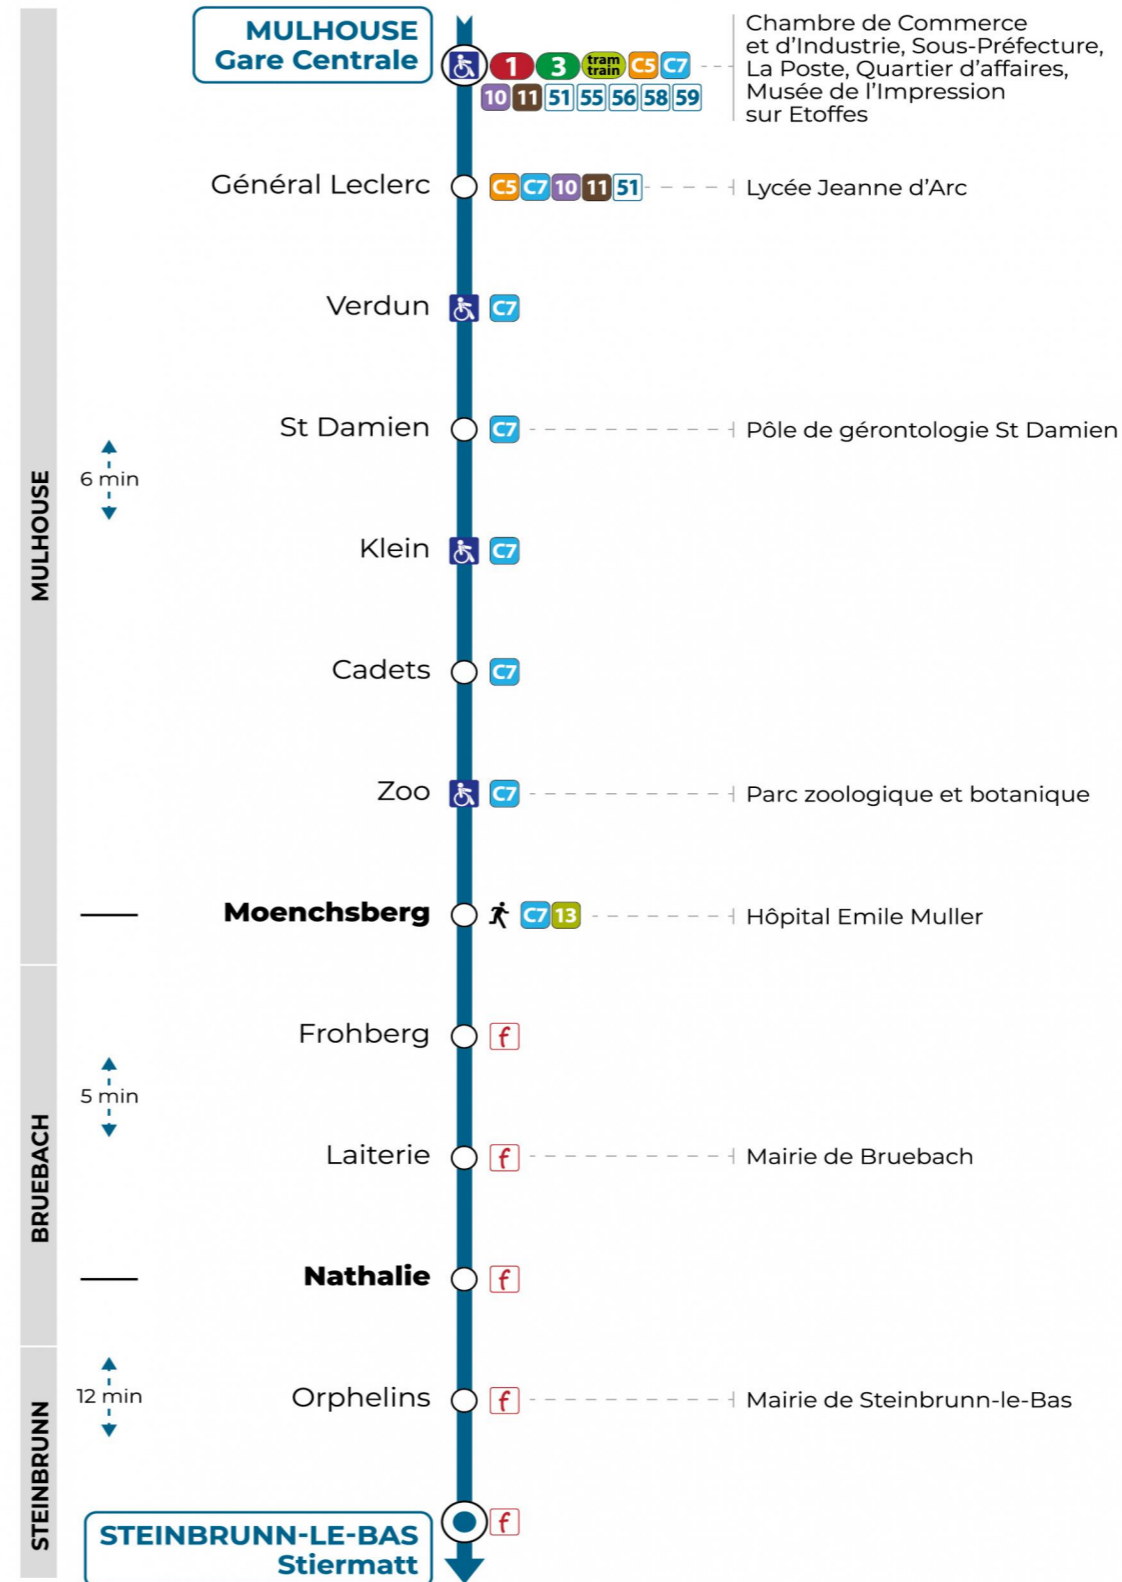 MULHOUSE
Gare Centrale
1 3 tram train C5 C7
10 11 51 55 56 58 59
Chambre de Commerce
et d'Industrie, Sous-Préfecture,
La Poste, Quartier d'affaires,
Musée de l'Impression
sur Etoffes
Général Leclerc C5 C7 10 11 51 Lycée Jeanne d'Arc
Verdun C7
St Damien C7 Pôle de gérontologie St Damien
6 min
MULHOUSE
Klein C7
Cadets C7
Zoo C7 Parc zoologique et botanique
Moenchsberg C7 13 Hôpital Emile Muller
Frohberg f
5 min
BRUEBACH
Laiterie f Mairie de Bruebach
Nathalie f
12 min
Orphelins f Mairie de Steinbrunn-le-Bas
STEINBRUNN
f
STEINBRUNN-LE-BAS
Stiermatt